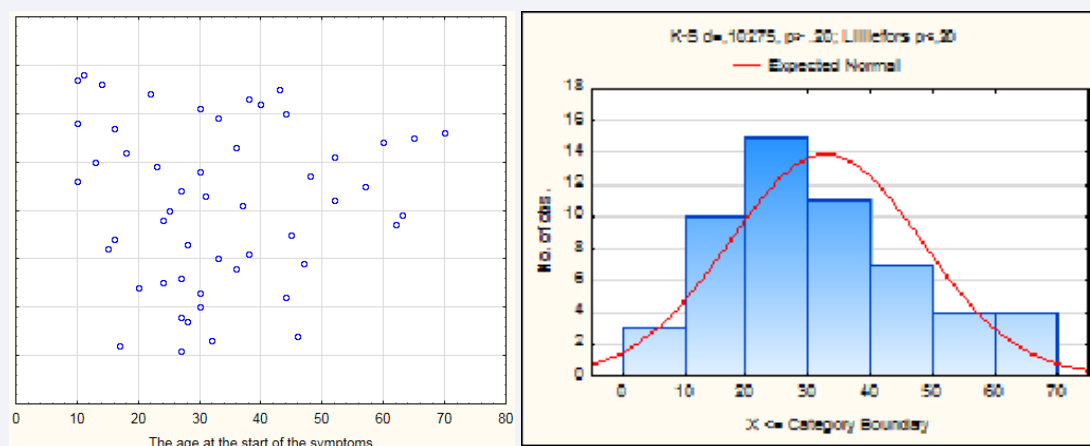 0 10 20 30 40 50 60 70 80
The age at the start of the symptoms
K-S d=,10275, p> .20; Lilliefors p<,20
Expected Normal
18
16
14
12
10
8
6
4
2
0
No. of obs.
0 10 20 30 40 50 60 70
X <= Category Boundary